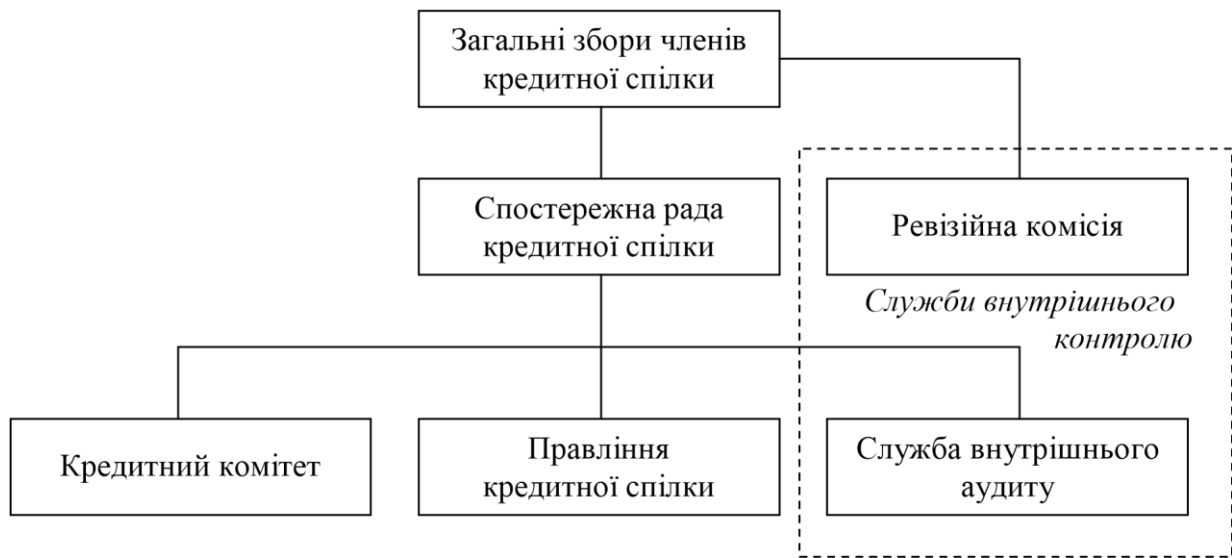 Загальні збори членів
кредитної спілки
Спостережна рада
кредитної спілки
Ревізійна комісія
Служби внутрішнього
контролю
Кредитний комітет
Правління
кредитної спілки
Служба внутрішнього
аудиту